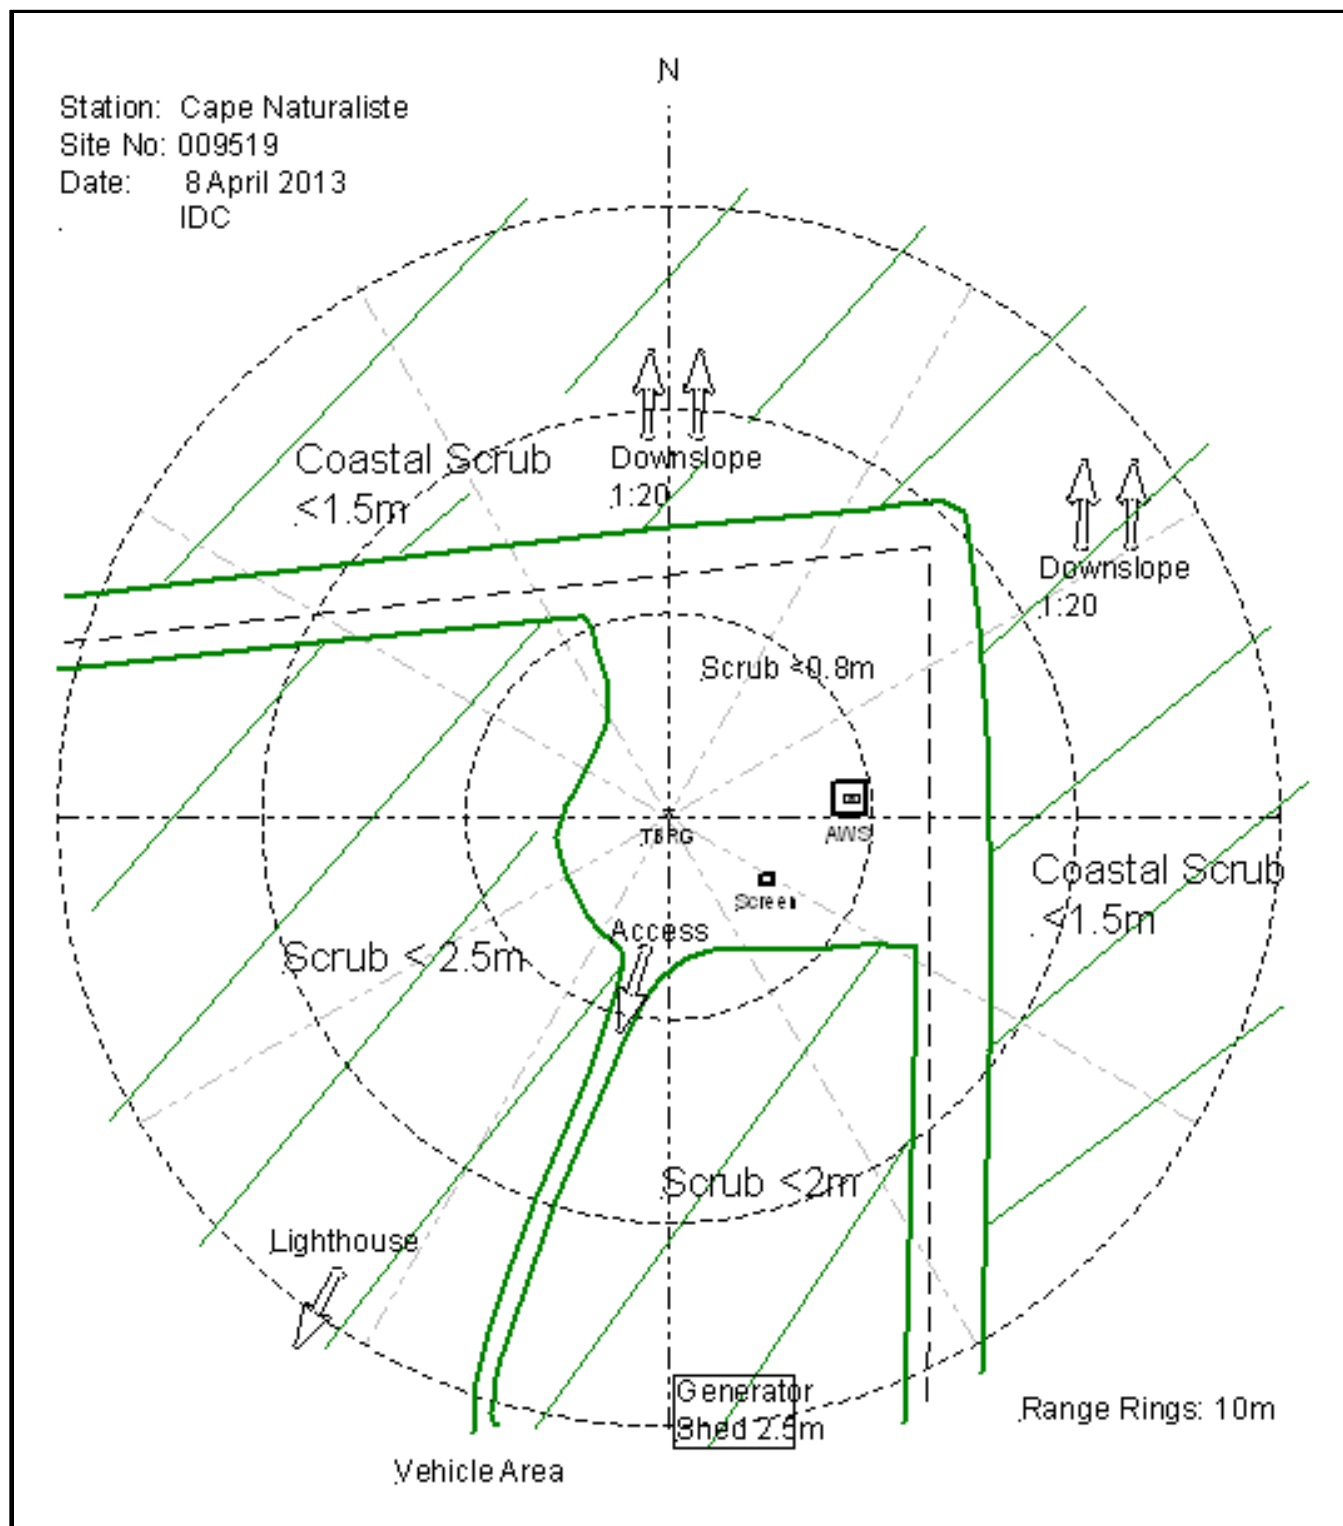 N
Station: Cape Naturaliste
Site No: 009519
Date: 8 April 2013
IDC
Coastal Scrub
<1.5m
Downslope
1:20
Downslope
1:20
Scrub <0.8m
TBRG
AWS
Screen
Coastal Scrub
<1.5m
Access
Scrub < 2.5m
Scrub <2m
Lighthouse
Generator
Shed 2.5m
Range Rings: 10m
Vehicle Area